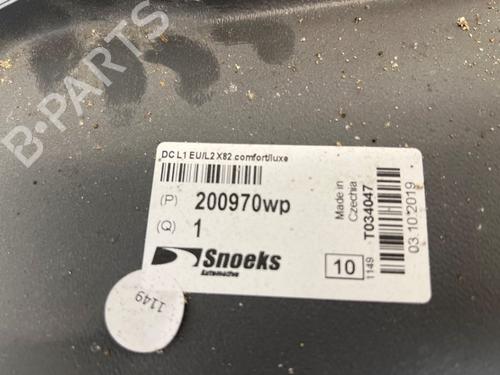 B-PARTS
DC L1 EU/L2 X82 comfort/luxe
(P) 200970wp
(Q) 1
Snoeks
Automotive
10
1149
T034047
Made in
Czechia
03.10.2019
1149